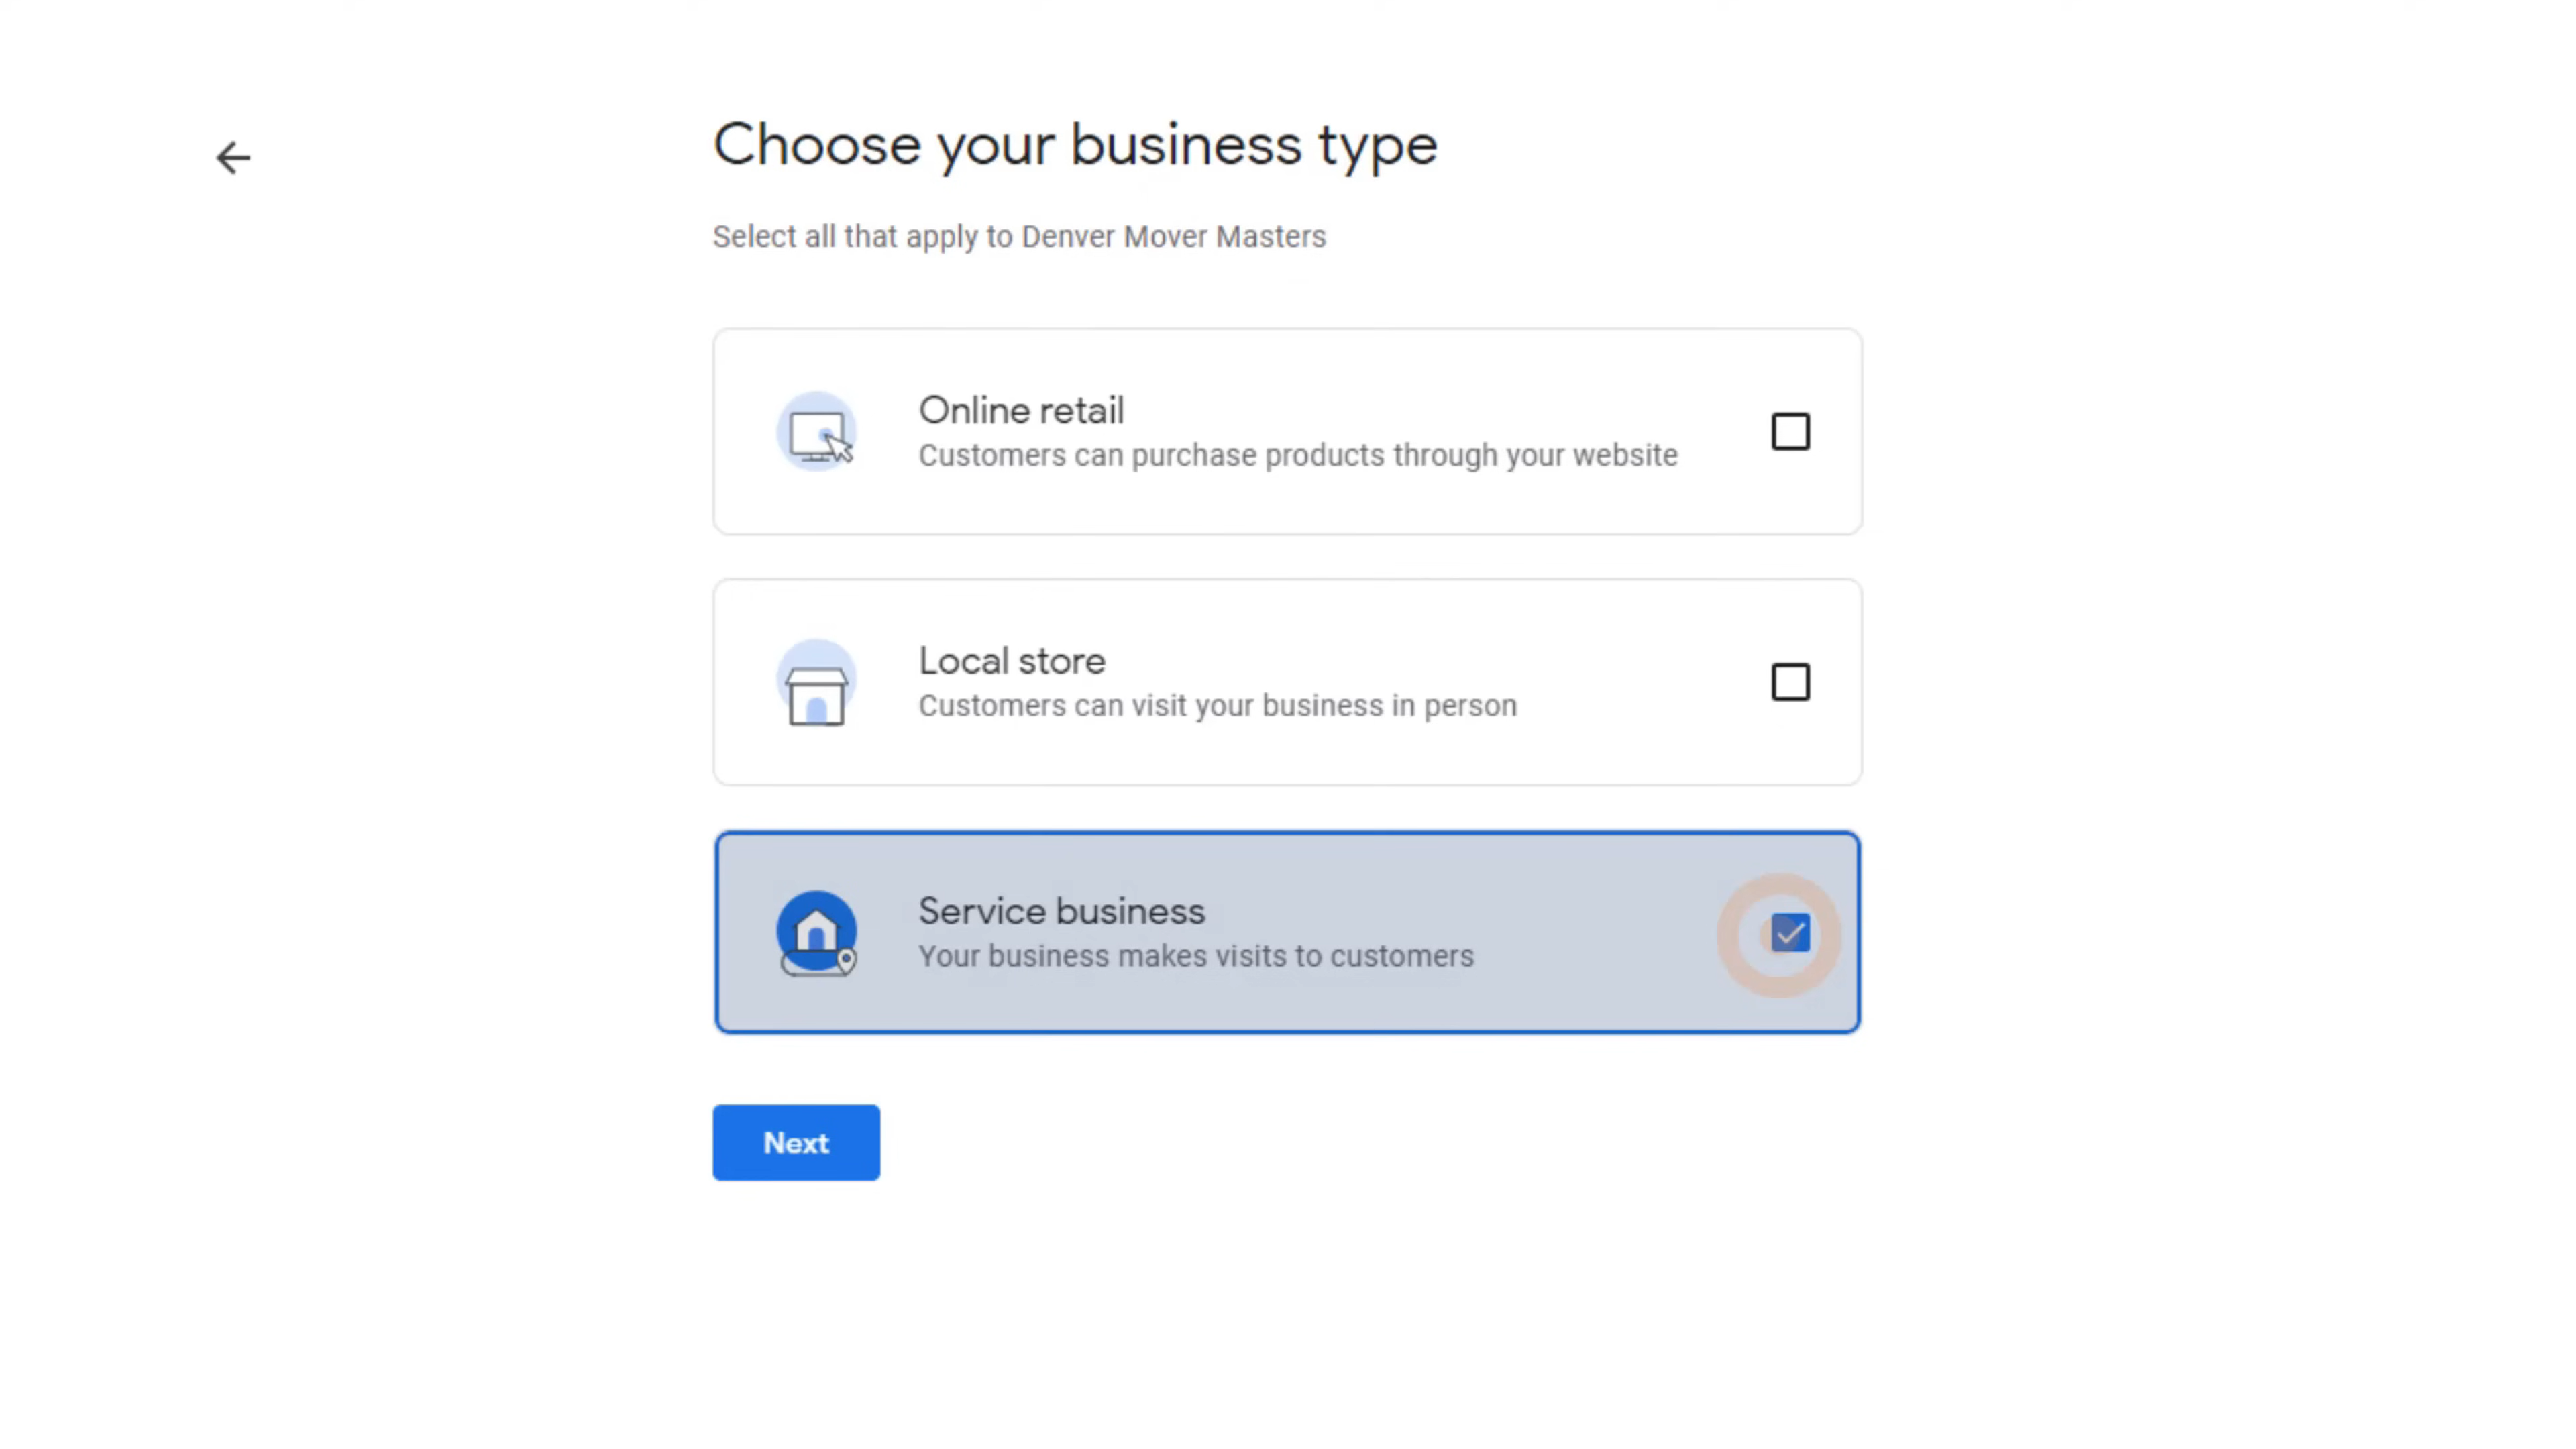 Choose your business type
Select all that apply to Denver Mover Masters
Online retail
Customers can purchase products through your website
Local store
Customers can visit your business in person
Service business
Your business makes visits to customers
Next